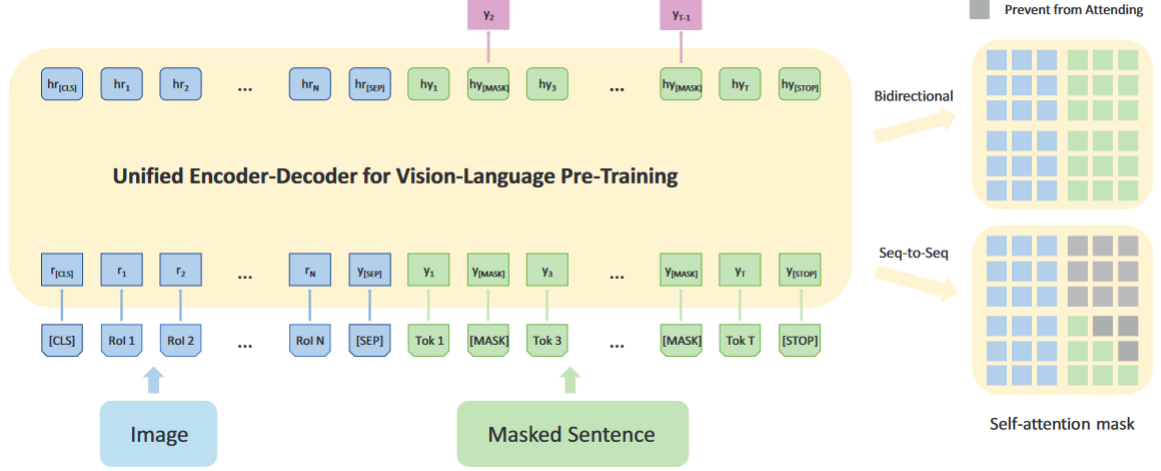 y2 yT-1 Prevent from Attending
hr[CLS] hr1 hr2 ... hrN hr[SEP] hy1 hy[MASK] hy3 ... hy[MASK] hyT hy[STOP]
Bidirectional
Unified Encoder-Decoder for Vision-Language Pre-Training
r[CLS] r1 r2 ... rN y[SEP] y1 y[MASK] y3 ... y[MASK] yT y[STOP]
Seq-to-Seq
[CLS] RoI 1 RoI 2 ... RoI N [SEP] Tok 1 [MASK] Tok 3 ... [MASK] Tok T [STOP]
Image Masked Sentence
Self-attention mask